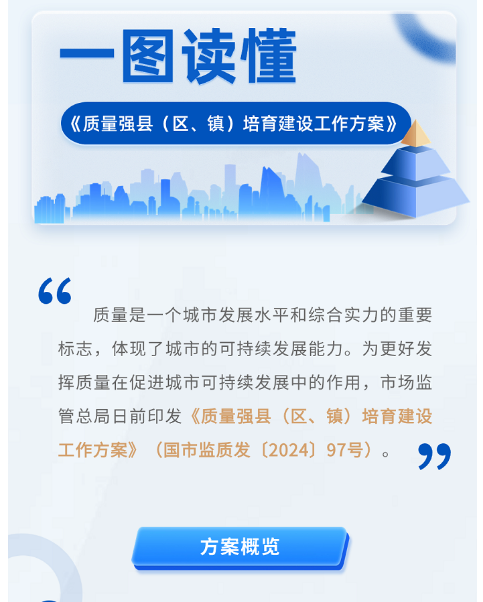 一图读懂
《质量强县（区、镇）培育建设工作方案》
“
质量是一个城市发展水平和综合实力的重要
标志，体现了城市的可持续发展能力。为更好发
挥质量在促进城市可持续发展中的作用，市场监
管总局日前印发《质量强县（区、镇）培育建设
工作方案》（国市监质发〔2024〕97号）。
”
方案概览